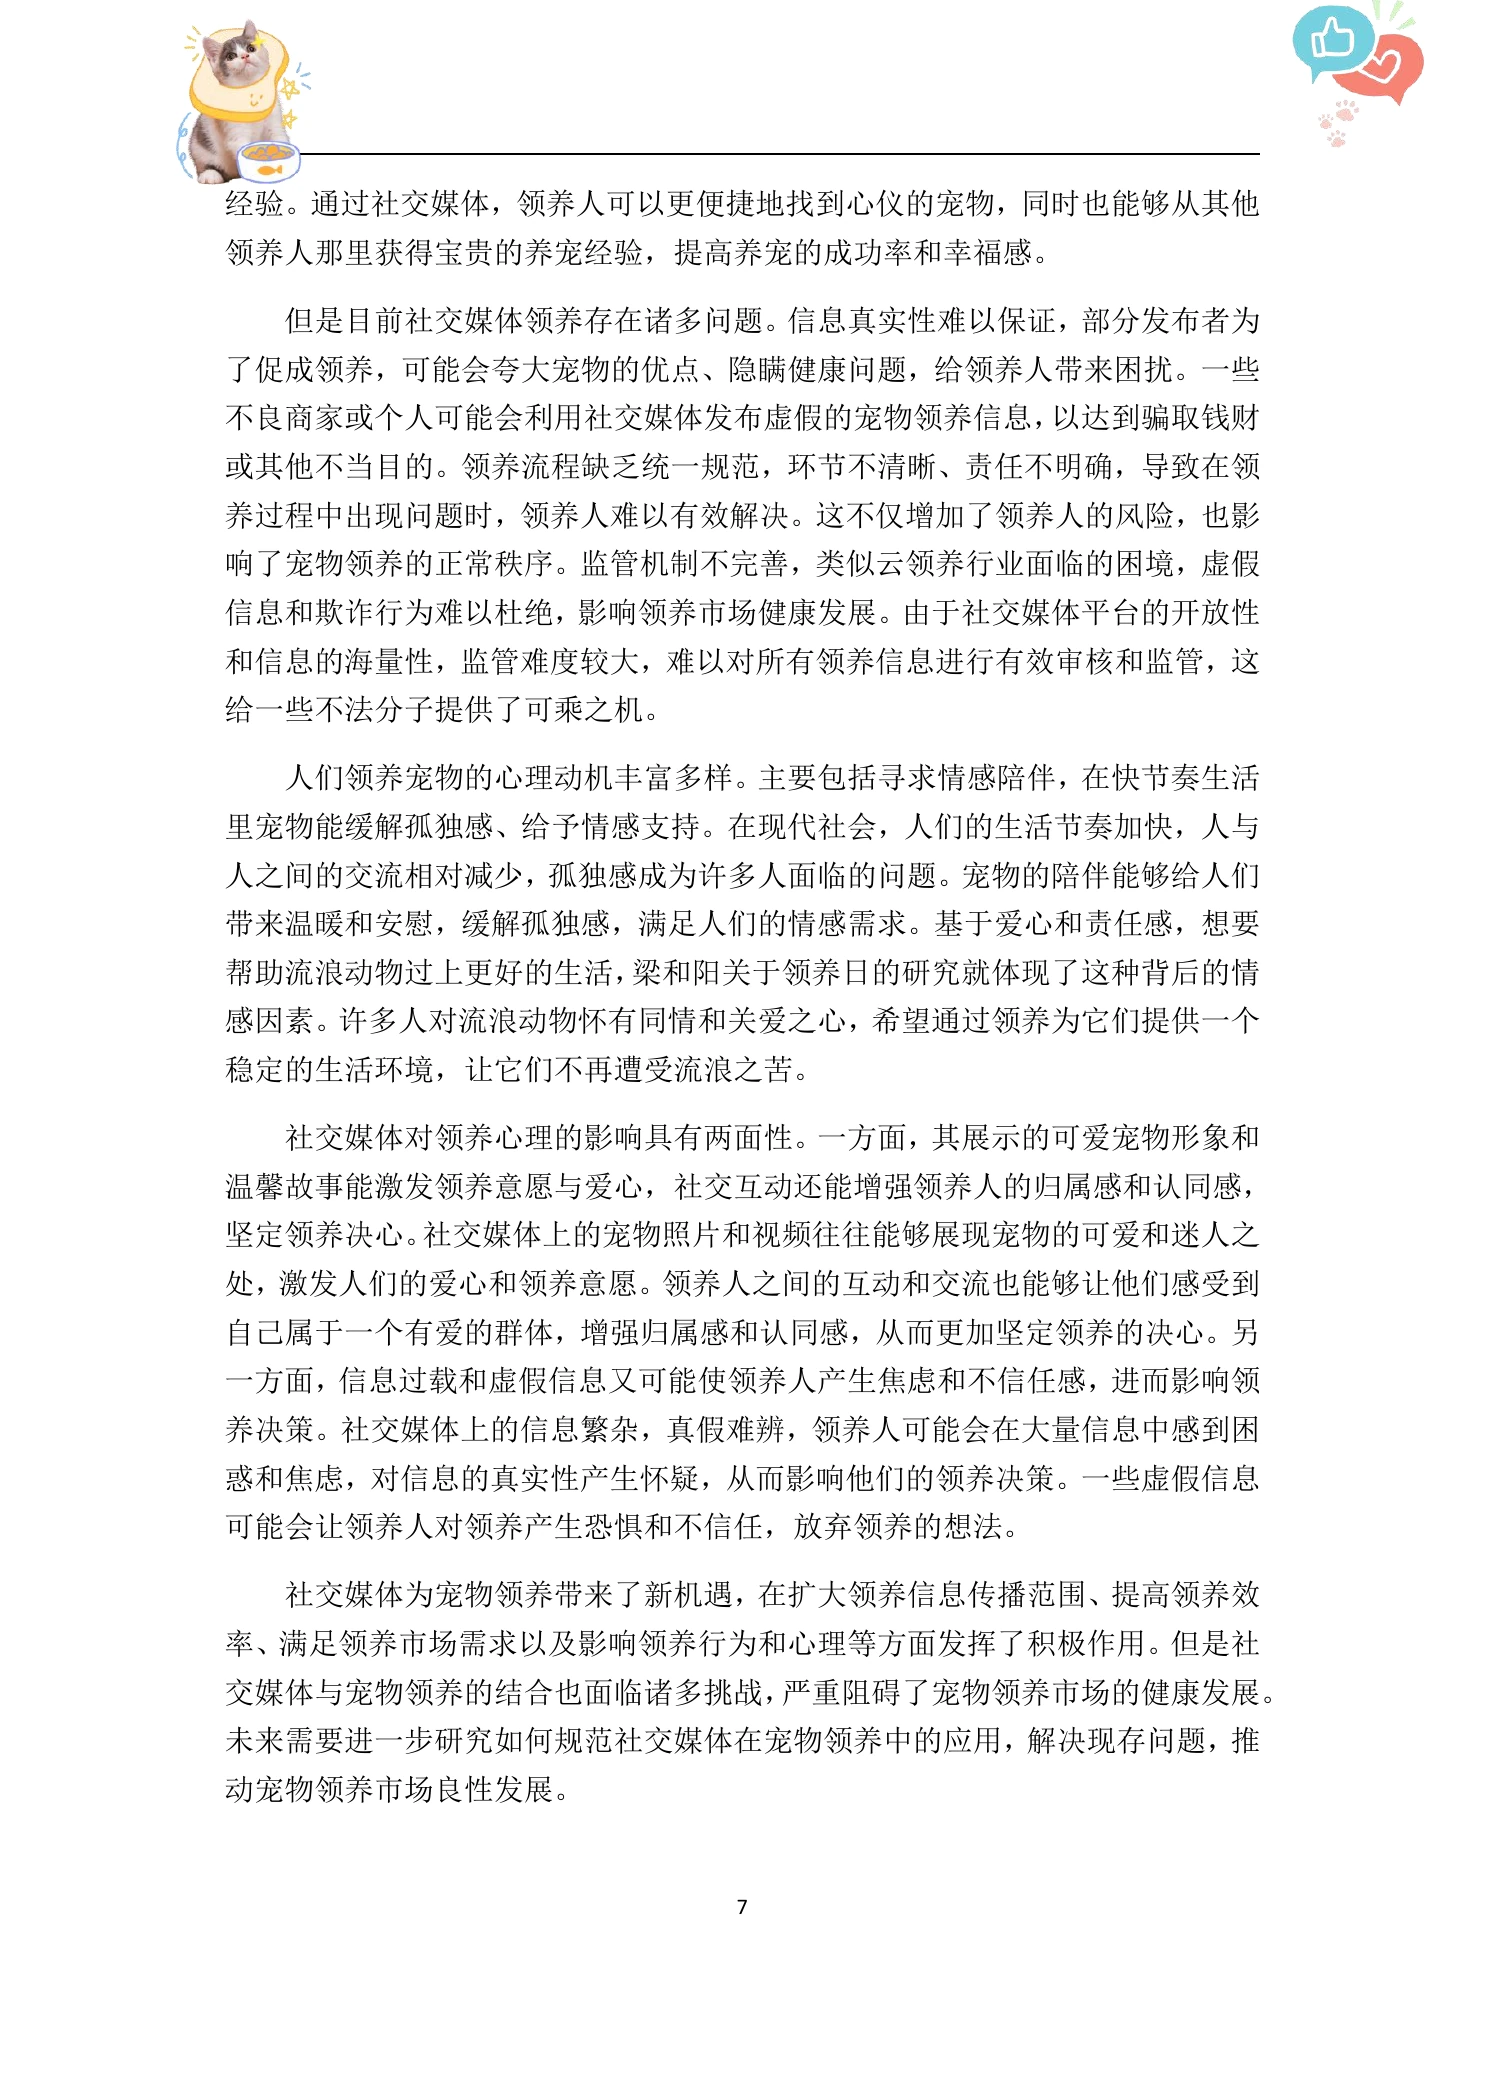 经验。通过社交媒体，领养人可以更便捷地找到心仪的宠物，同时也能够从其他
领养人那里获得宝贵的养宠经验，提高养宠的成功率和幸福感。
但是目前社交媒体领养存在诸多问题。信息真实性难以保证，部分发布者为
了促成领养，可能会夸大宠物的优点、隐瞒健康问题，给领养人带来困扰。一些
不良商家或个人可能会利用社交媒体发布虚假的宠物领养信息，以达到骗取钱财
或其他不当目的。领养流程缺乏统一规范，环节不清晰、责任不明确，导致在领
养过程中出现问题时，领养人难以有效解决。这不仅增加了领养人的风险，也影
响了宠物领养的正常秩序。监管机制不完善，类似云领养行业面临的困境，虚假
信息和欺诈行为难以杜绝，影响领养市场健康发展。由于社交媒体平台的开放性
和信息的海量性，监管难度较大，难以对所有领养信息进行有效审核和监管，这
给一些不法分子提供了可乘之机。
人们领养宠物的心理动机丰富多样。主要包括寻求情感陪伴，在快节奏生活
里宠物能缓解孤独感、给予情感支持。在现代社会，人们的生活节奏加快，人与
人之间的交流相对减少，孤独感成为许多人面临的问题。宠物的陪伴能够给人们
带来温暖和安慰，缓解孤独感，满足人们的情感需求。基于爱心和责任感，想要
帮助流浪动物过上更好的生活，梁和阳关于领养日的研究就体现了这种背后的情
感因素。许多人对流浪动物怀有同情和关爱之心，希望通过领养为它们提供一个
稳定的生活环境，让它们不再遭受流浪之苦。
社交媒体对领养心理的影响具有两面性。一方面，其展示的可爱宠物形象和
温馨故事能激发领养意愿与爱心，社交互动还能增强领养人的归属感和认同感，
坚定领养决心。社交媒体上的宠物照片和视频往往能够展现宠物的可爱和迷人之
处，激发人们的爱心和领养意愿。领养人之间的互动和交流也能够让他们感受到
自己属于一个有爱的群体，增强归属感和认同感，从而更加坚定领养的决心。另
一方面，信息过载和虚假信息又可能使领养人产生焦虑和不信任感，进而影响领
养决策。社交媒体上的信息繁杂，真假难辨，领养人可能会在大量信息中感到困
惑和焦虑，对信息的真实性产生怀疑，从而影响他们的领养决策。一些虚假信息
可能会让领养人对领养产生恐惧和不信任，放弃领养的想法。
社交媒体为宠物领养带来了新机遇，在扩大领养信息传播范围、提高领养效
率、满足领养市场需求以及影响领养行为和心理等方面发挥了积极作用。但是社
交媒体与宠物领养的结合也面临诸多挑战，严重阻碍了宠物领养市场的健康发展。
未来需要进一步研究如何规范社交媒体在宠物领养中的应用，解决现存问题，推
动宠物领养市场良性发展。
7